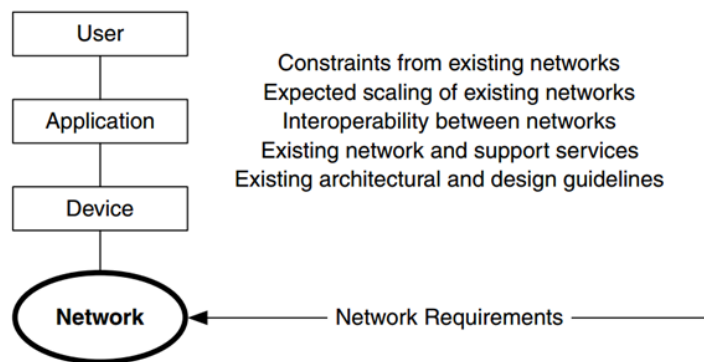 User
Application
Device
Network
Constraints from existing networks
Expected scaling of existing networks
Interoperability between networks
Existing network and support services
Existing architectural and design guidelines
Network Requirements